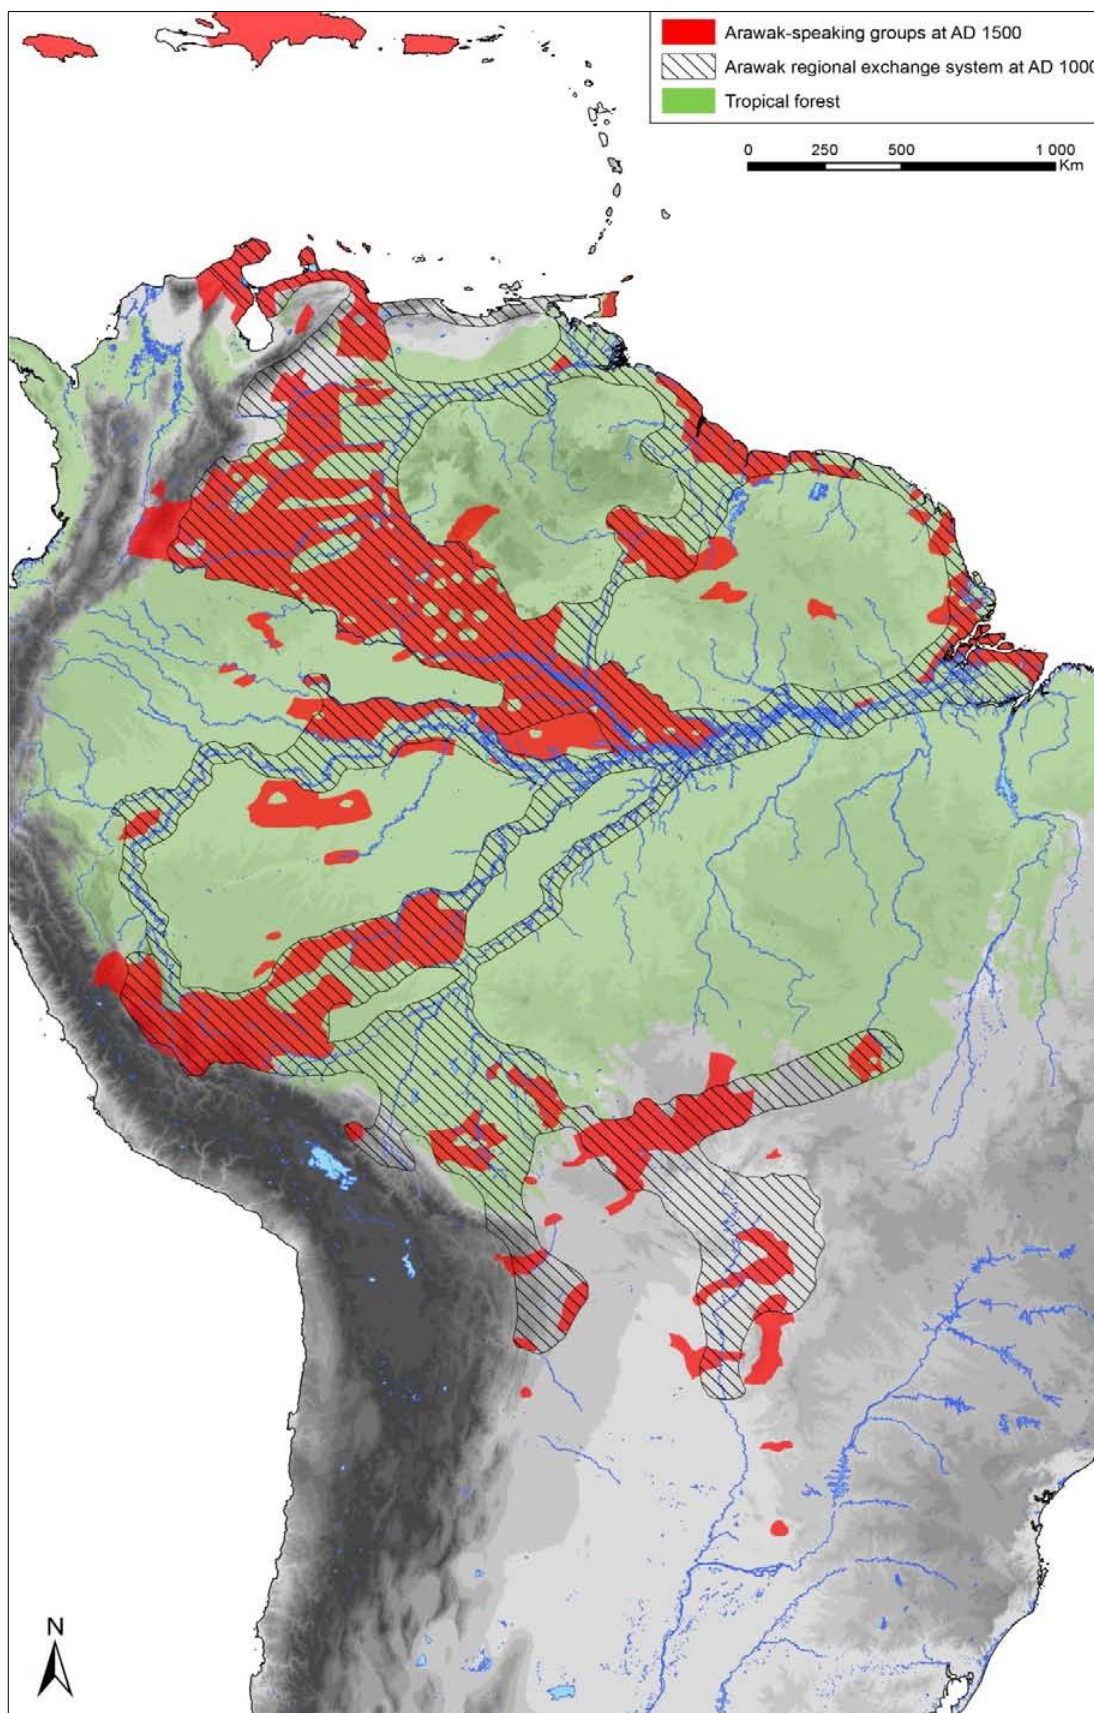 Arawak-speaking groups at AD 1500
Arawak regional exchange system at AD 1000
Tropical forest
0 250 500 1 000
Km
N